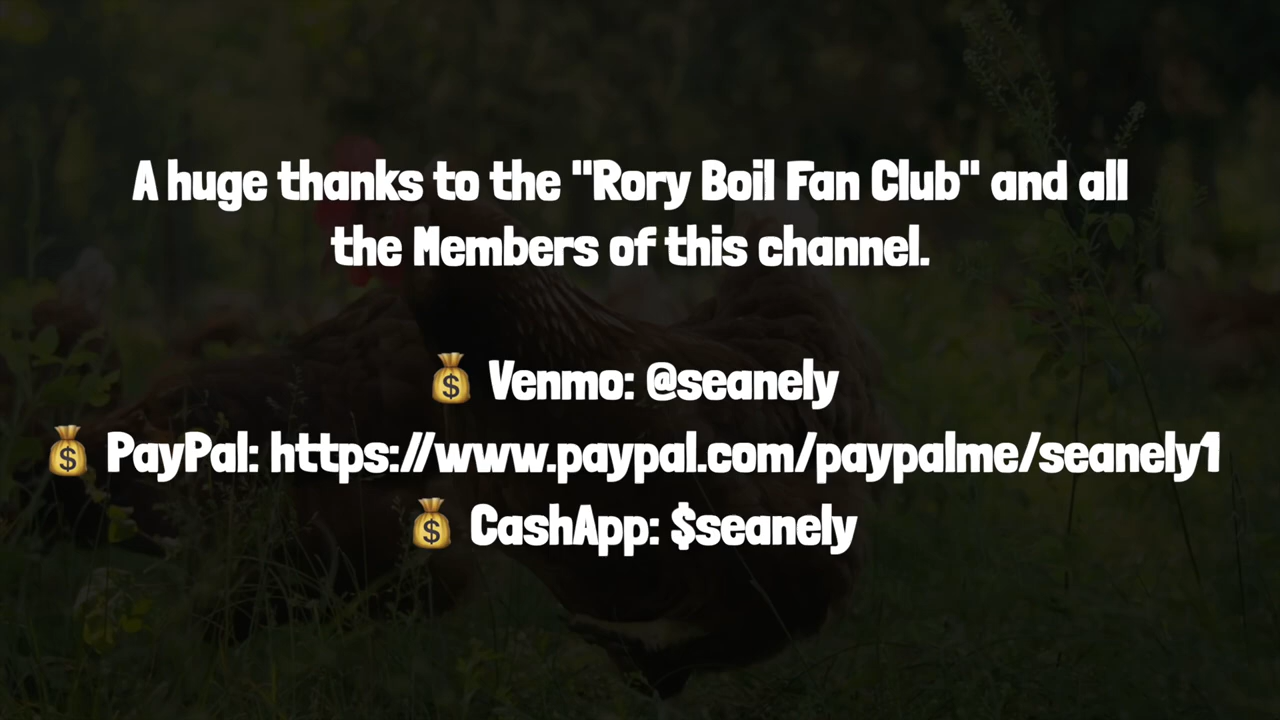 A huge thanks to the "Rory Boil Fan Club" and all
the Members of this channel.
💰 Venmo: @seanely
💰 PayPal: https://www.paypal.com/paypalme/seanely1
💰 CashApp: $seanely